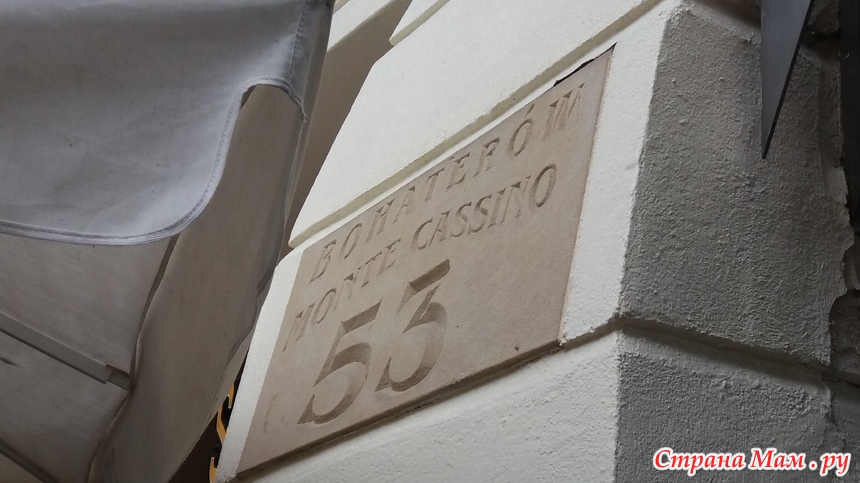 BOHATERÓW
MONTE CASSINO
53
Страна Мам.ру